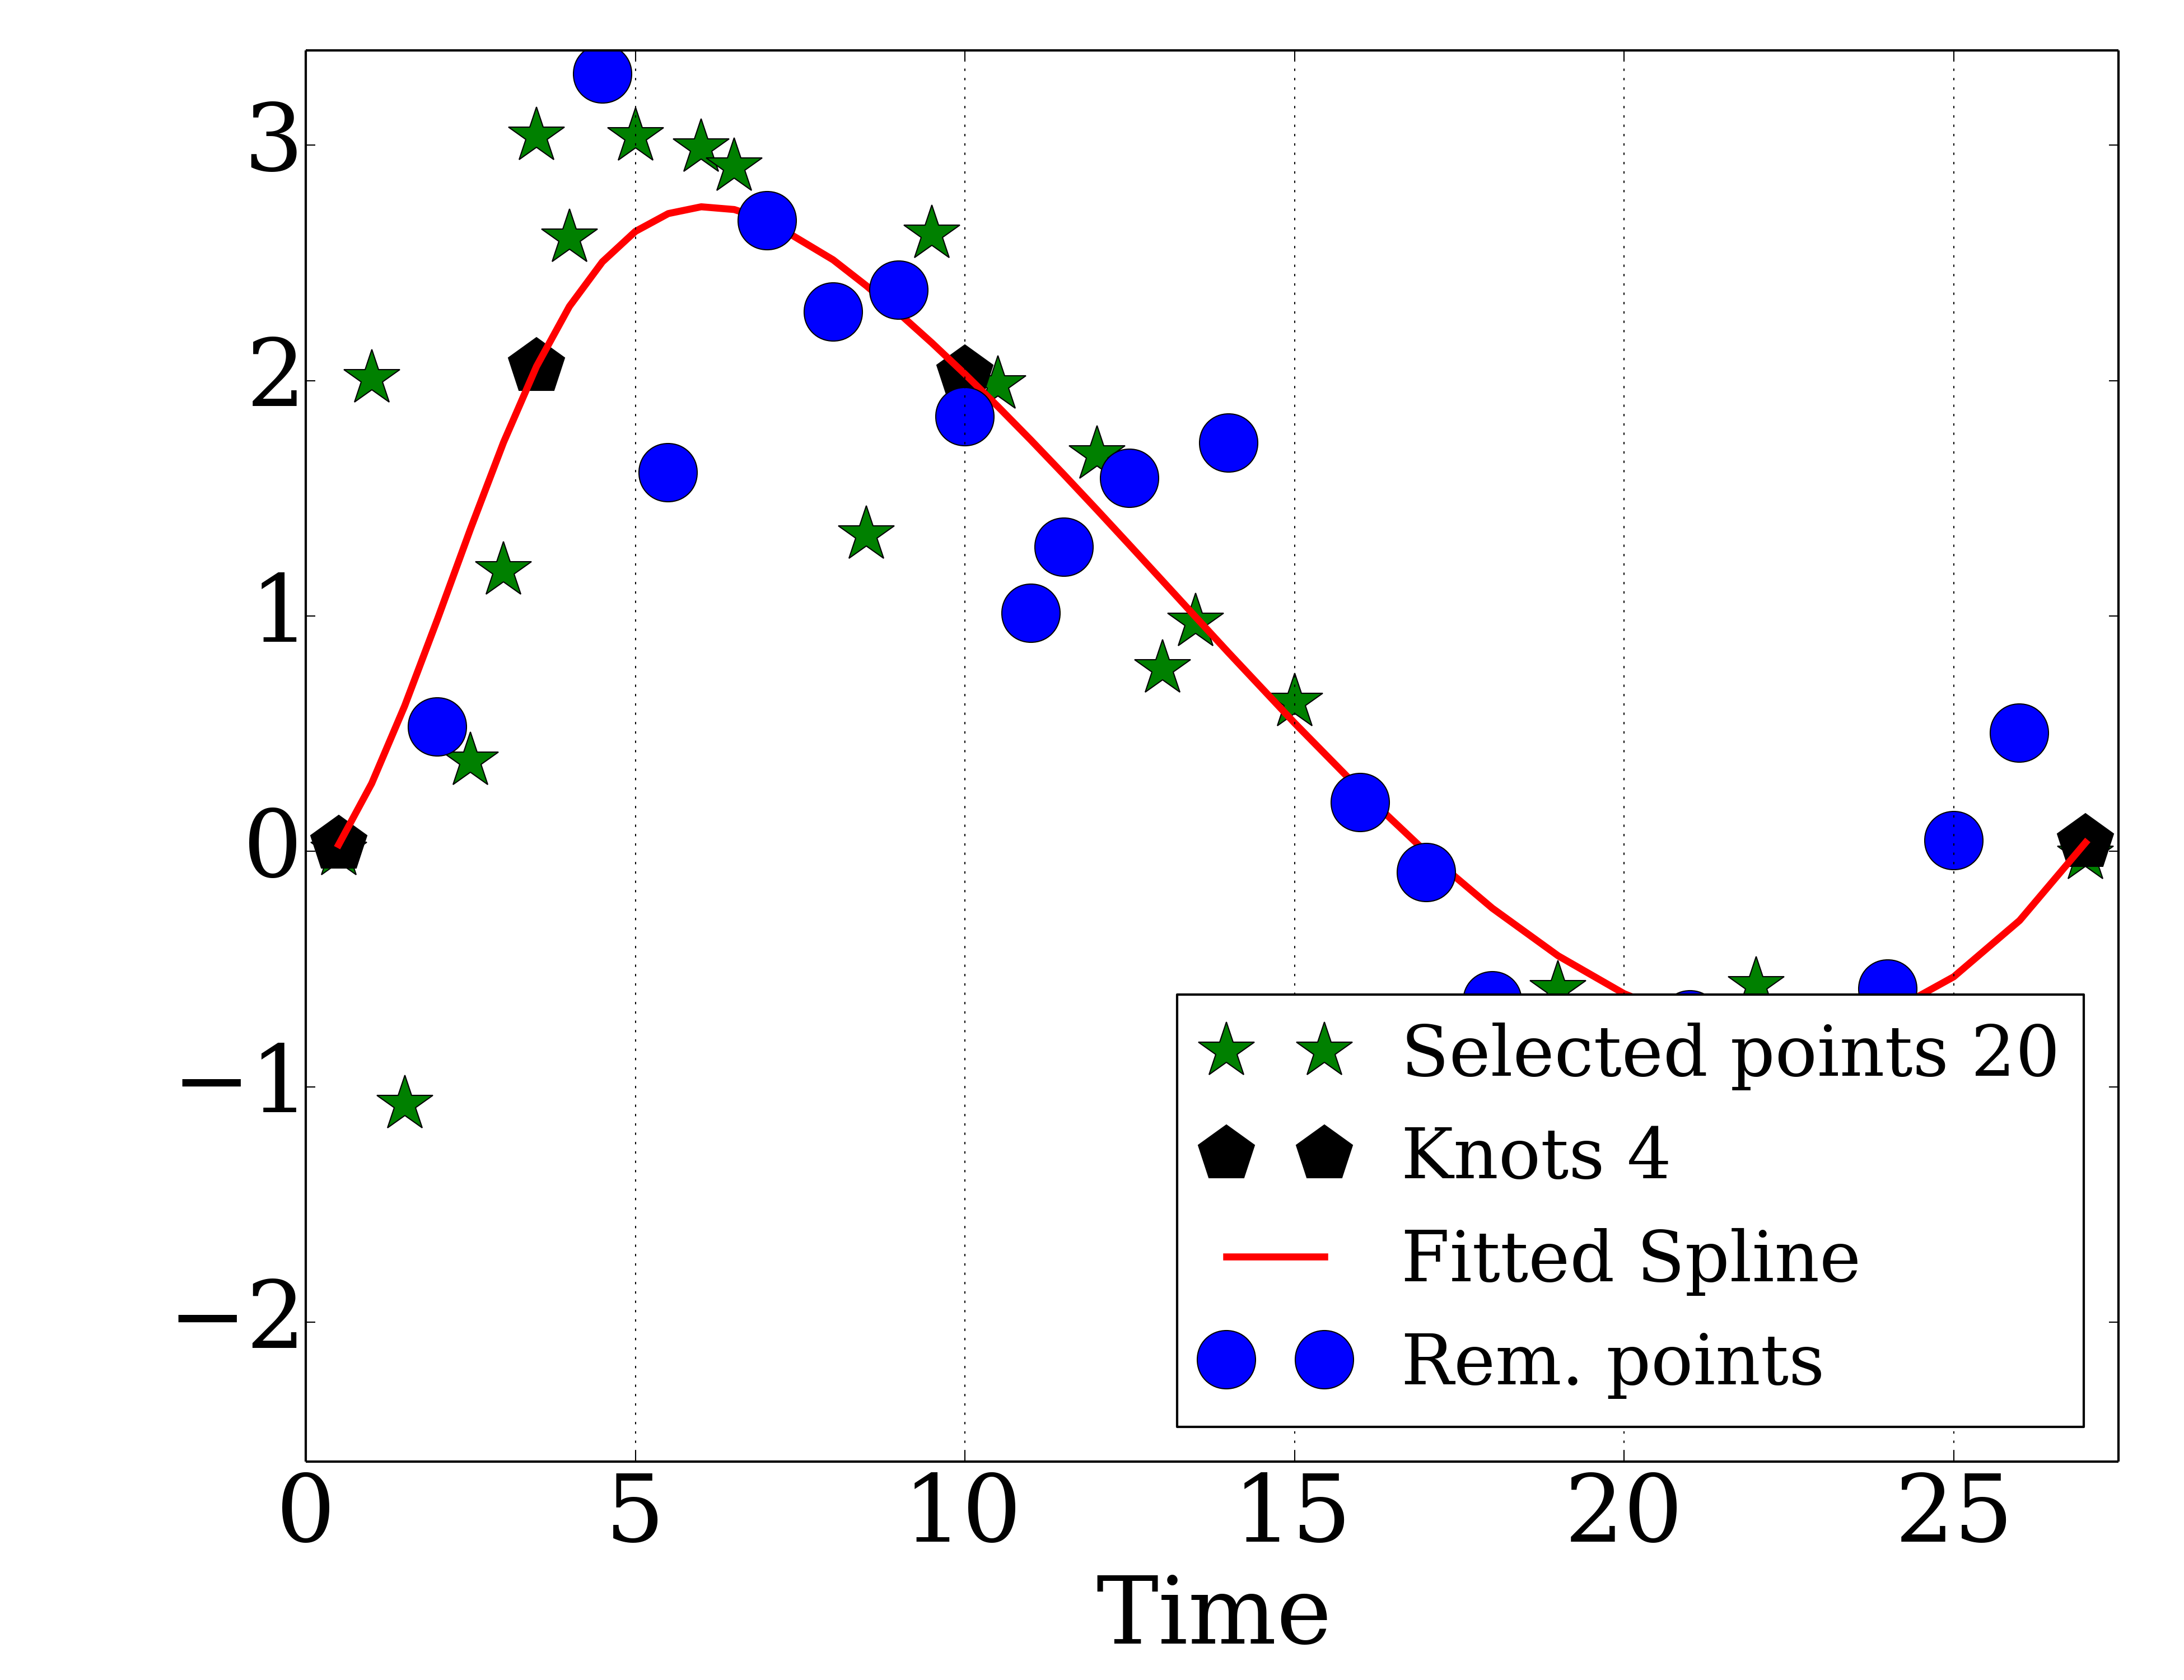 3
2
1
0
−1
−2
Selected points 20
Knots 4
Fitted Spline
Rem. points
0 5 10 15 20 25
Time